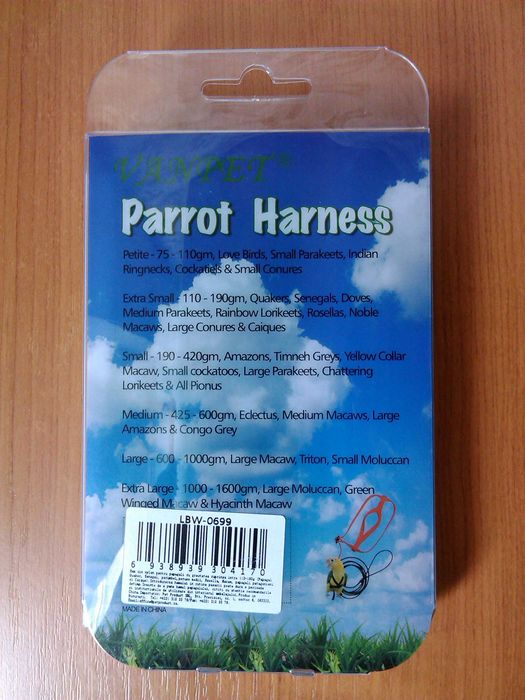 VANPET®
Parrot Harness
Petite - 75 - 110gm, Love Birds, Small Parakeets, Indian
Ringnecks, Cockatiels & Small Conures
Extra Small - 110 - 190gm, Quakers, Senegals, Doves,
Medium Parakeets, Rainbow Lorikeets, Rosellas, Noble
Macaws, Large Conures & Caiques
Small - 190 - 420gm, Amazons, Timneh Greys, Yellow Collar
Macaw, Small cockatoos, Large Parakeets, Chattering
Lorikeets & All Pionus
Medium - 425 - 600gm, Eclectus, Medium Macaws, Large
Amazons & Congo Grey
Large - 600 - 1000gm, Large Macaw, Triton, Small Moluccan
Extra Large - 1000 - 1600gm, Large Moluccan, Green
Winged Macaw & Hyacinth Macaw
LBW-0699
6 938939 304170
MADE IN CHINA